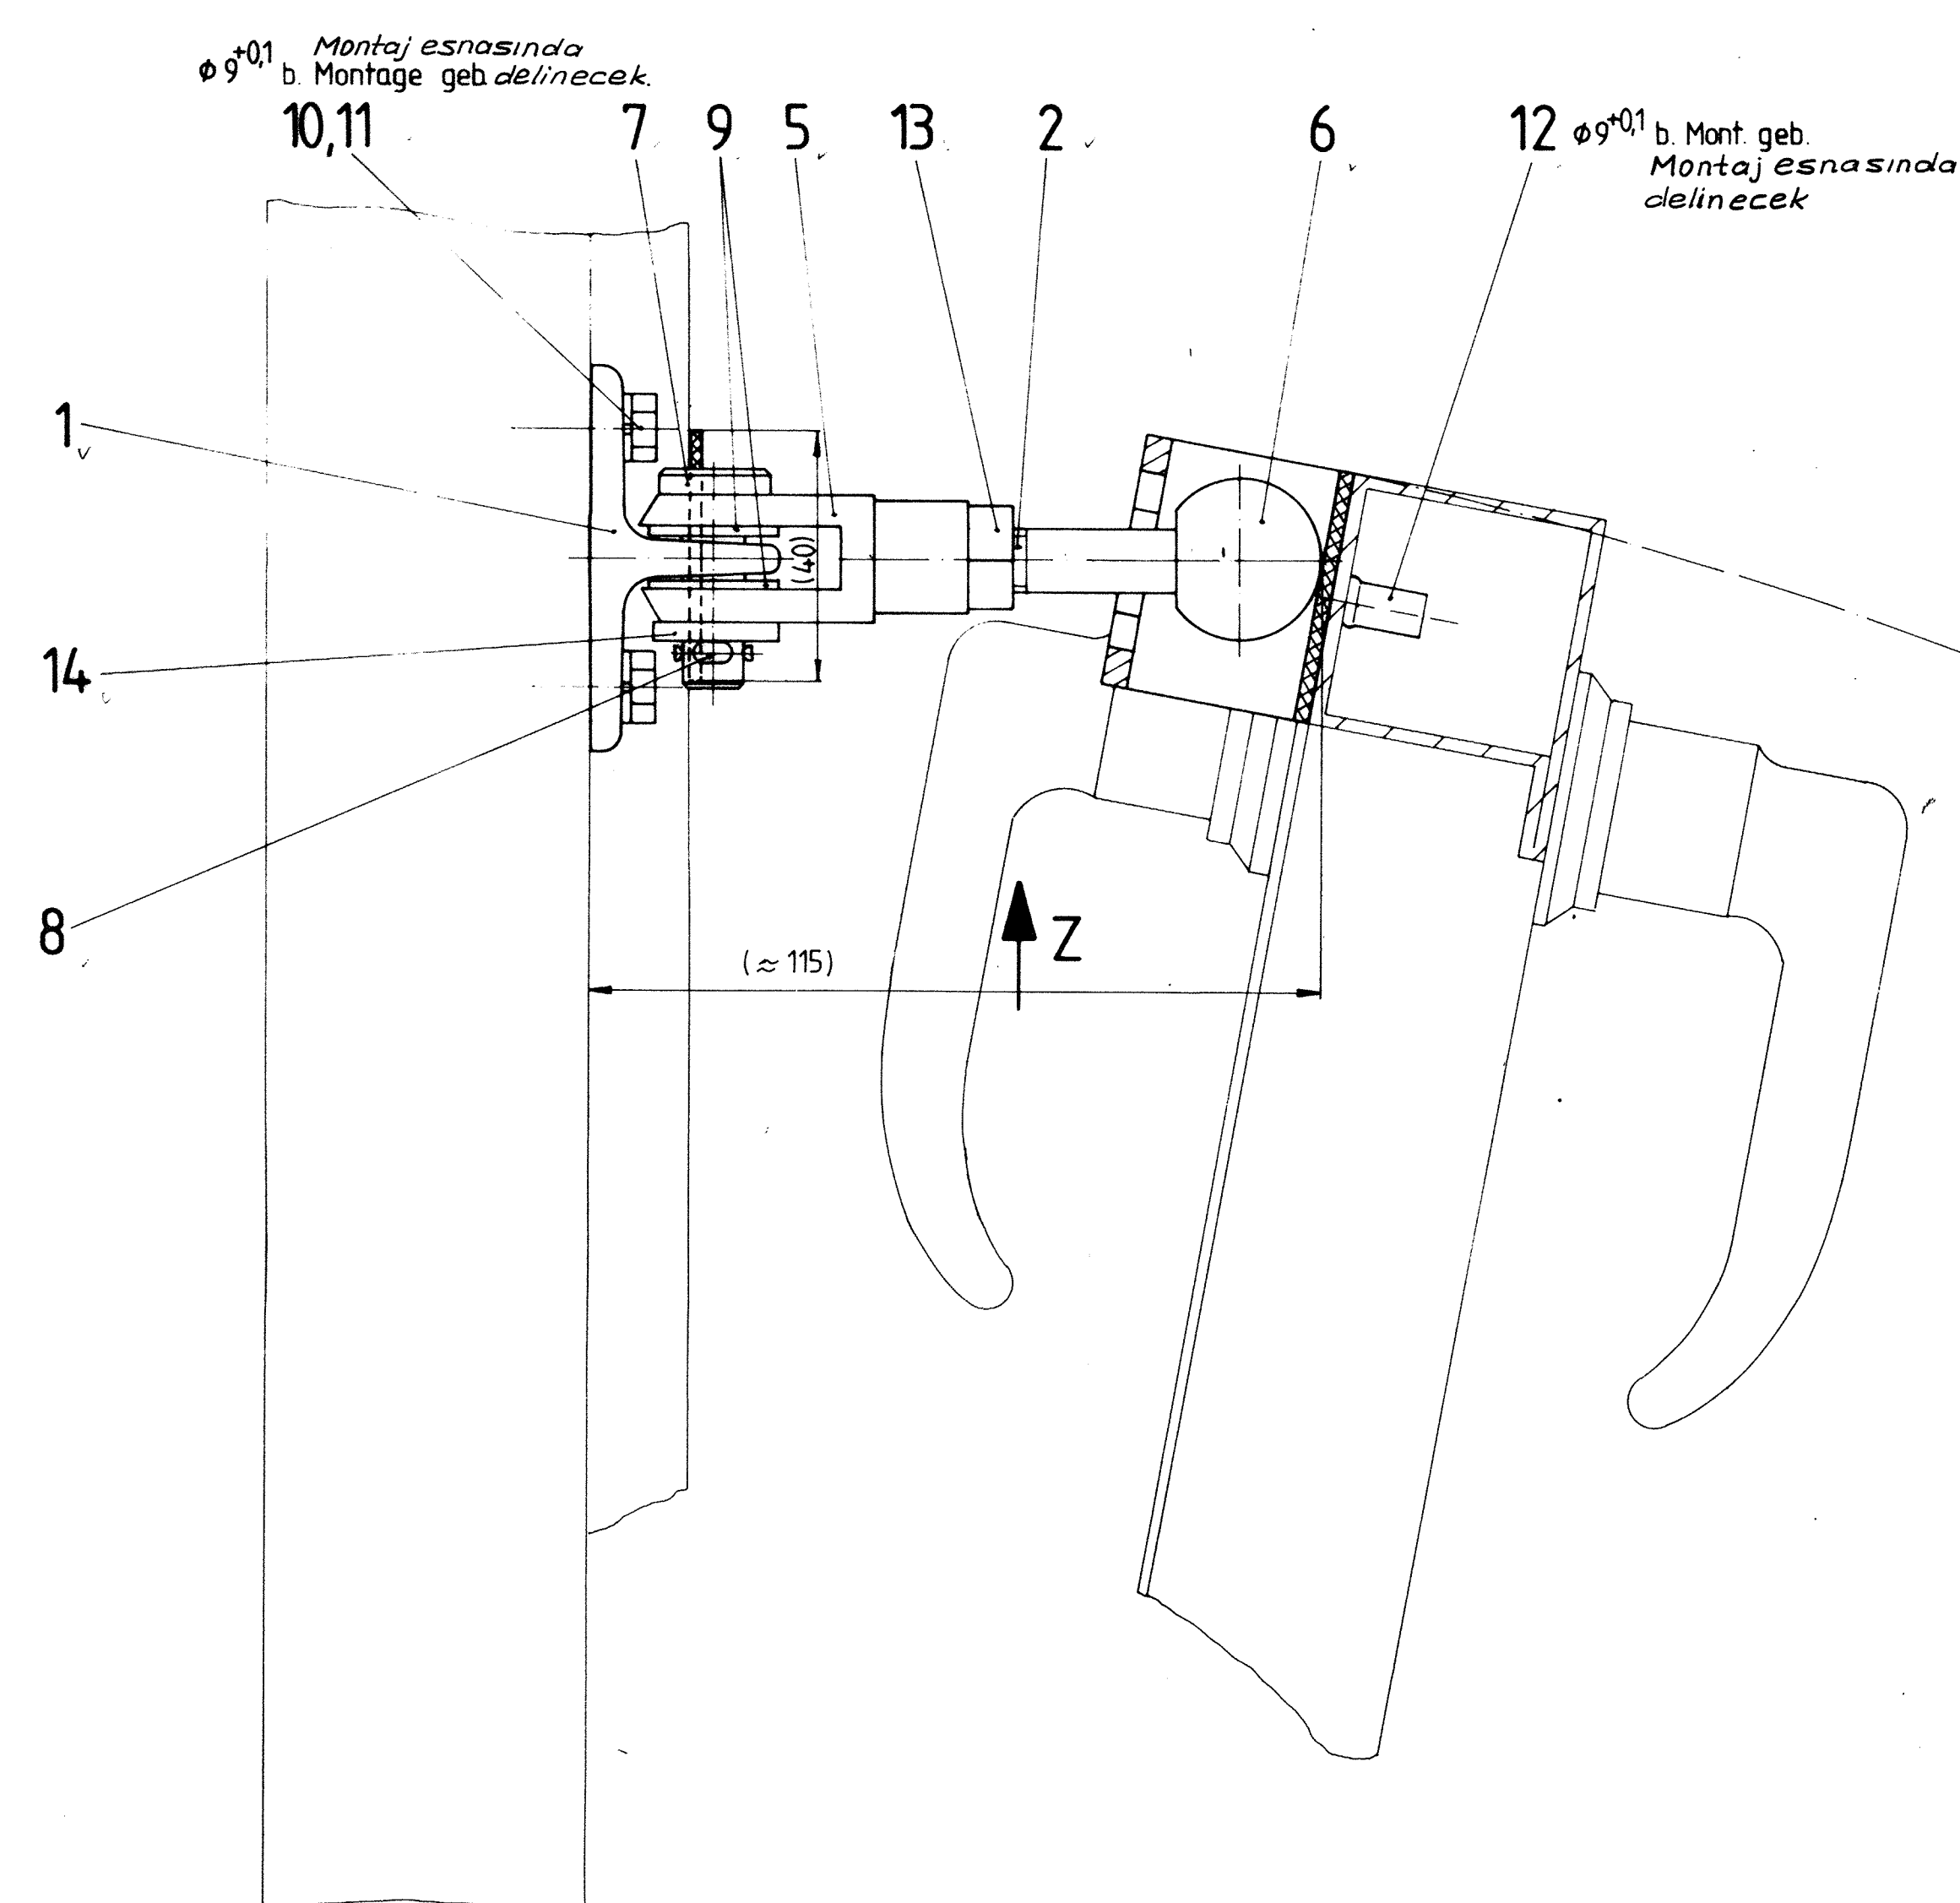 Montaj esnasında
ϕ 9+0,1 b. Montage geb. delinecek.
10,11 7 9 5 13 2 6 12 ϕ9+0,1 b. Mont. geb.
Montaj esnasında
delinecek
1
(40)
14
8
Z
(≈ 115)